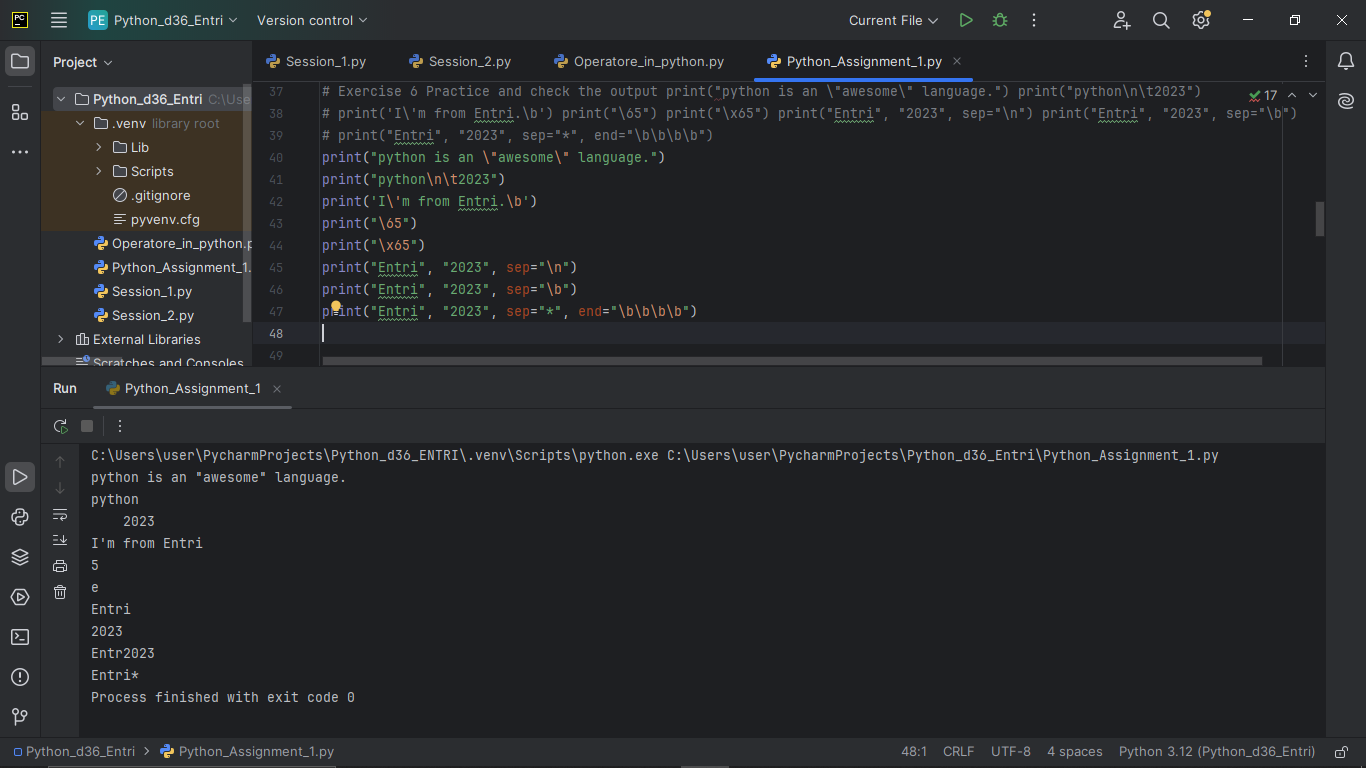 PC
PE Python_d36_Entri Version control Current File
Project
Session_1.py Session_2.py Operatore_in_python.py Python_Assignment_1.py
Python_d36_Entri C:\Use
.venv library root
Lib
Scripts
.gitignore
pyvenv.cfg
Operatore_in_python.p
Python_Assignment_1.
Session_1.py
Session_2.py
External Libraries
Scratches and Consoles
17
37 # Exercise 6 Practice and check the output print("python is an \"awesome\" language.") print("python\n\t2023")
38 # print('I\'m from Entri.\b') print("\65") print("\x65") print("Entri", "2023", sep="\n") print("Entri", "2023", sep="\b")
39 # print("Entri", "2023", sep="*", end="\b\b\b\b")
40 print("python is an \"awesome\" language.")
41 print("python\n\t2023")
42 print('I\'m from Entri.\b')
43 print("\65")
44 print("\x65")
45 print("Entri", "2023", sep="\n")
46 print("Entri", "2023", sep="\b")
47 print("Entri", "2023", sep="*", end="\b\b\b\b")
48
49
Run Python_Assignment_1
C:\Users\user\PycharmProjects\Python_d36_ENTRI\.venv\Scripts\python.exe C:\Users\user\PycharmProjects\Python_d36_Entri\Python_Assignment_1.py
python is an "awesome" language.
python
2023
I'm from Entri
5
e
Entri
2023
Entr2023
Entri*
Process finished with exit code 0
Python_d36_Entri > Python_Assignment_1.py 48:1 CRLF UTF-8 4 spaces Python 3.12 (Python_d36_Entri)